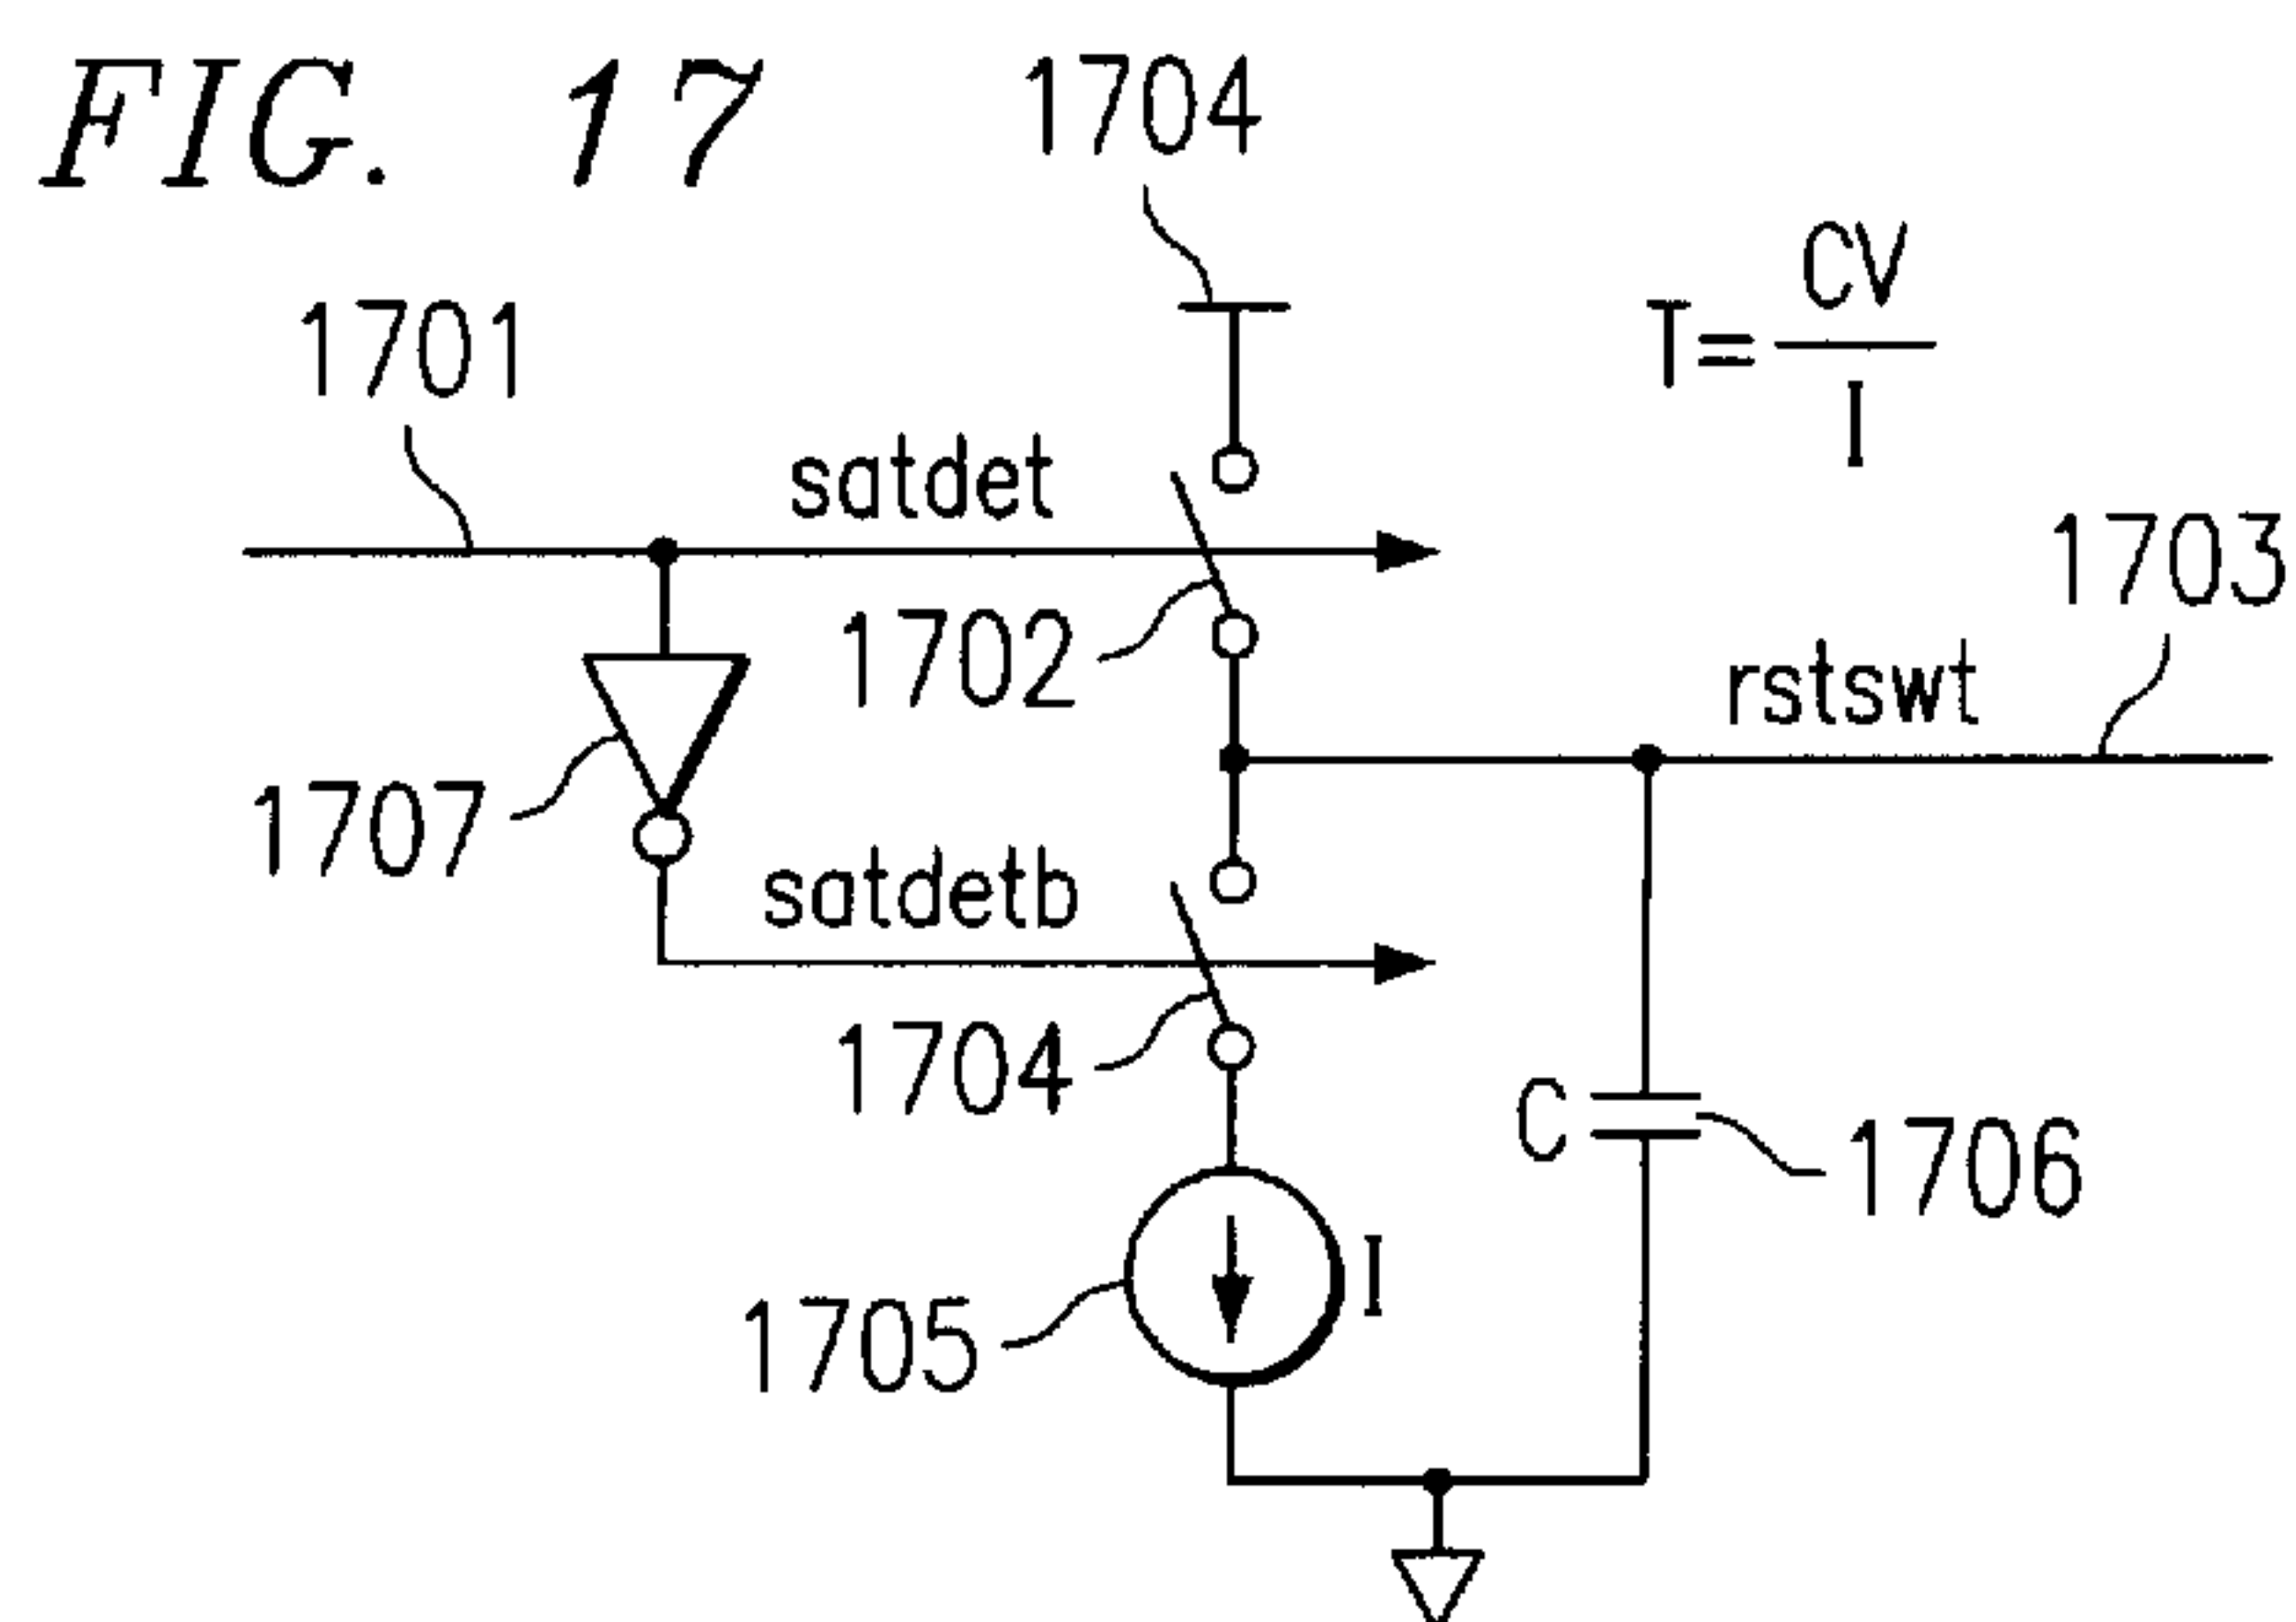 FIG. 17
1704
T=CV/I
1701
satdet
1703
1702
rstswt
1707
satdetb
1704
C
1706
I
1705